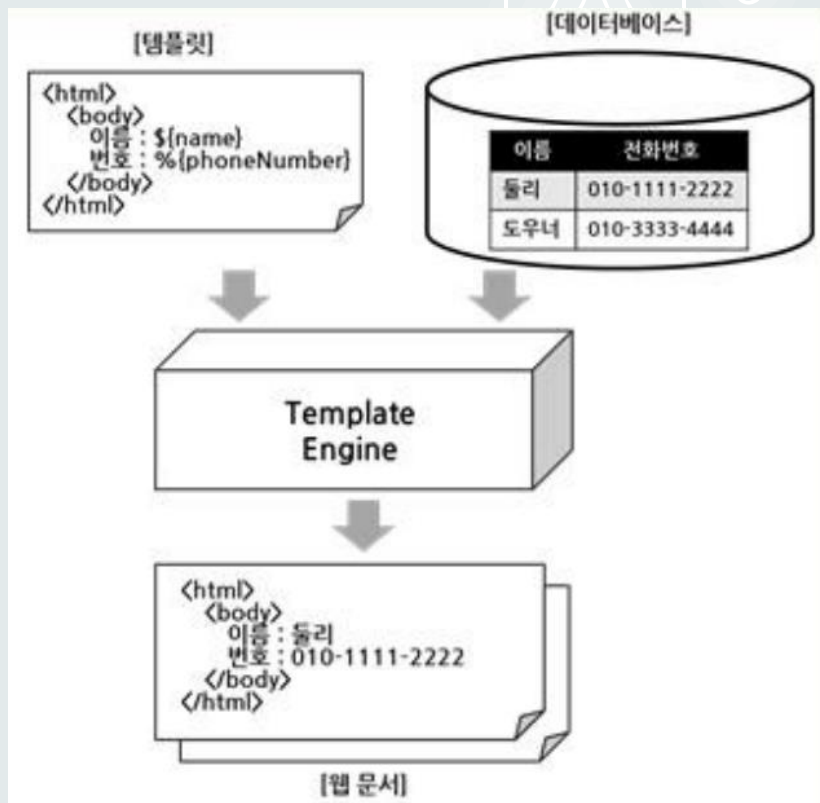 [템플릿]
<html>
<body>
이름 : ${name}
번호 : %{phoneNumber}
</body>
</html>
[데이터베이스]
이름 전화번호
둘리 010-1111-2222
도우너 010-3333-4444
Template
Engine
<html>
<body>
이름 : 둘리
번호 : 010-1111-2222
</body>
</html>
[웹 문서]